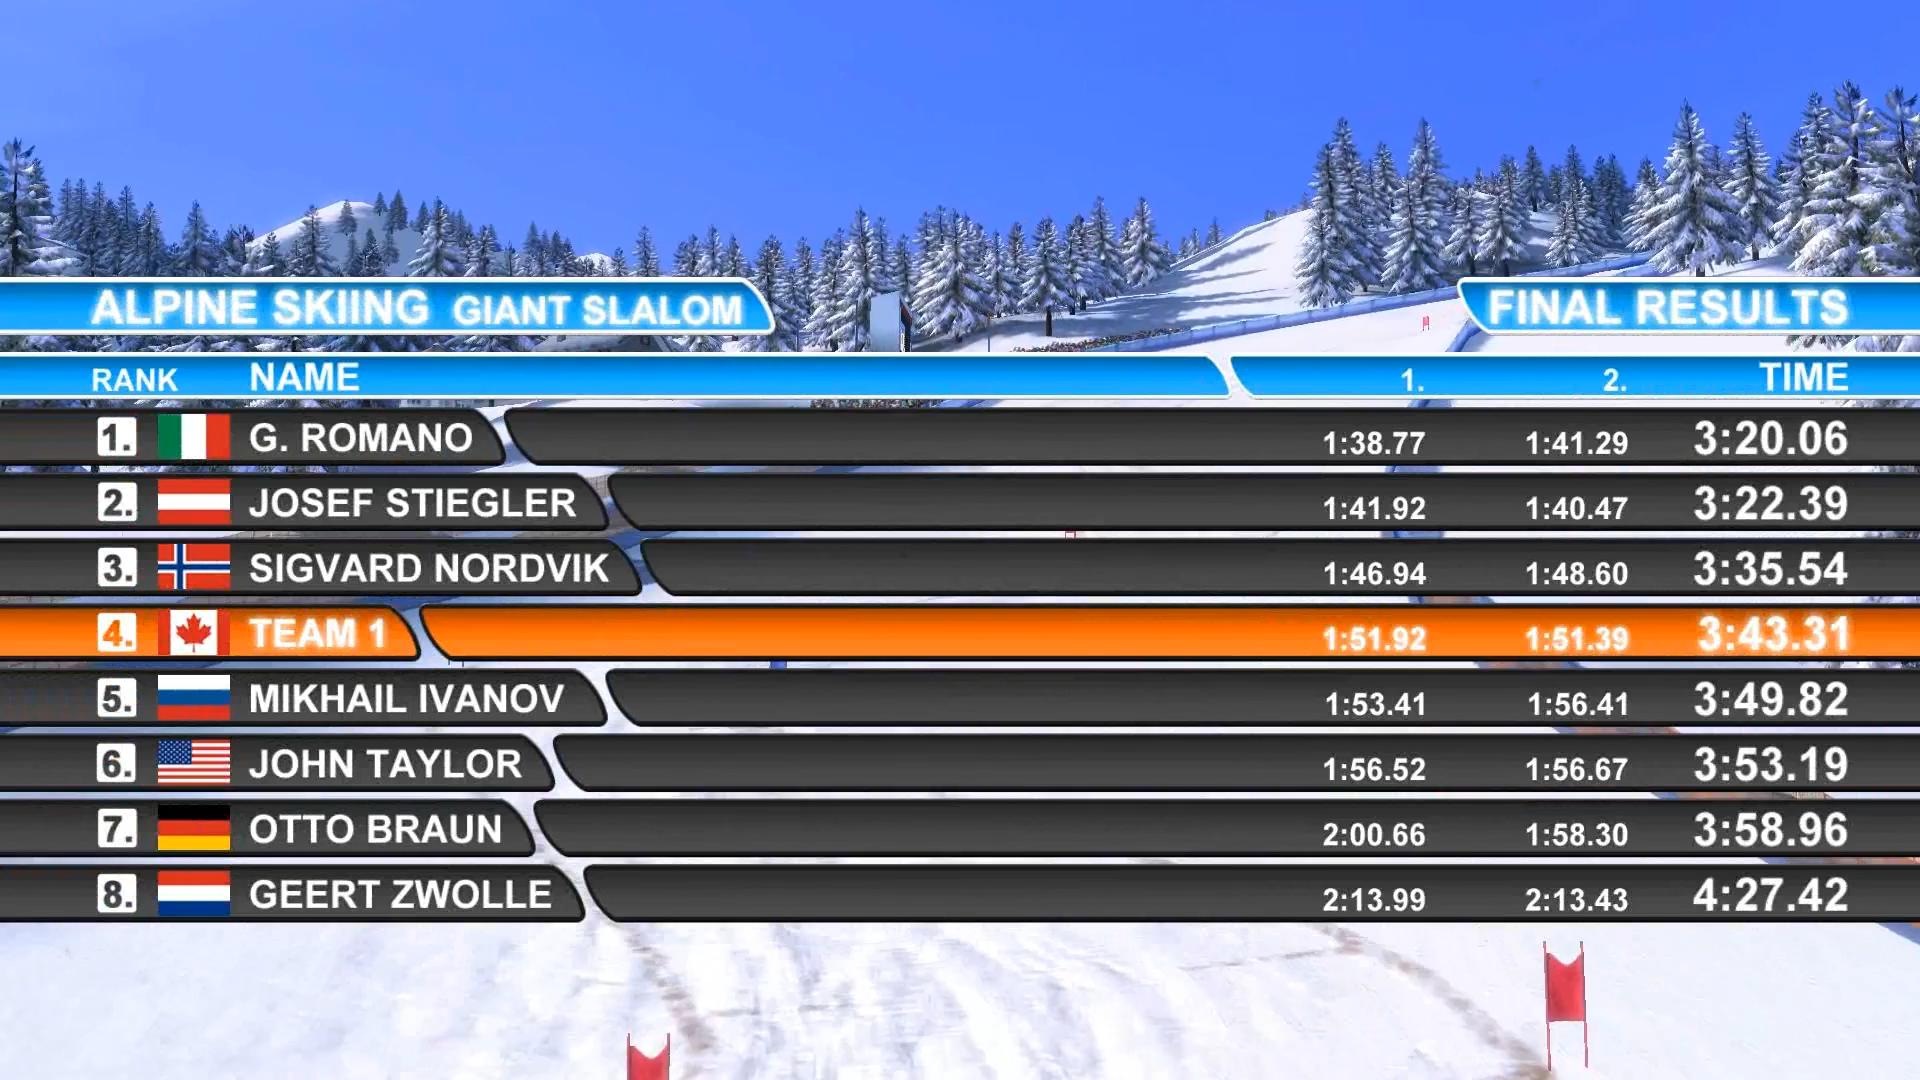 ALPINE SKIING GIANT SLALOM FINAL RESULTS
RANK NAME 1. 2. TIME
1. G. ROMANO 1:38.77 1:41.29 3:20.06
2. JOSEF STIEGLER 1:41.92 1:40.47 3:22.39
3. SIGVARD NORDVIK 1:46.94 1:48.60 3:35.54
4. TEAM 1 1:51.92 1:51.39 3:43.31
5. MIKHAIL IVANOV 1:53.41 1:56.41 3:49.82
6. JOHN TAYLOR 1:56.52 1:56.67 3:53.19
7. OTTO BRAUN 2:00.66 1:58.30 3:58.96
8. GEERT ZWOLLE 2:13.99 2:13.43 4:27.42